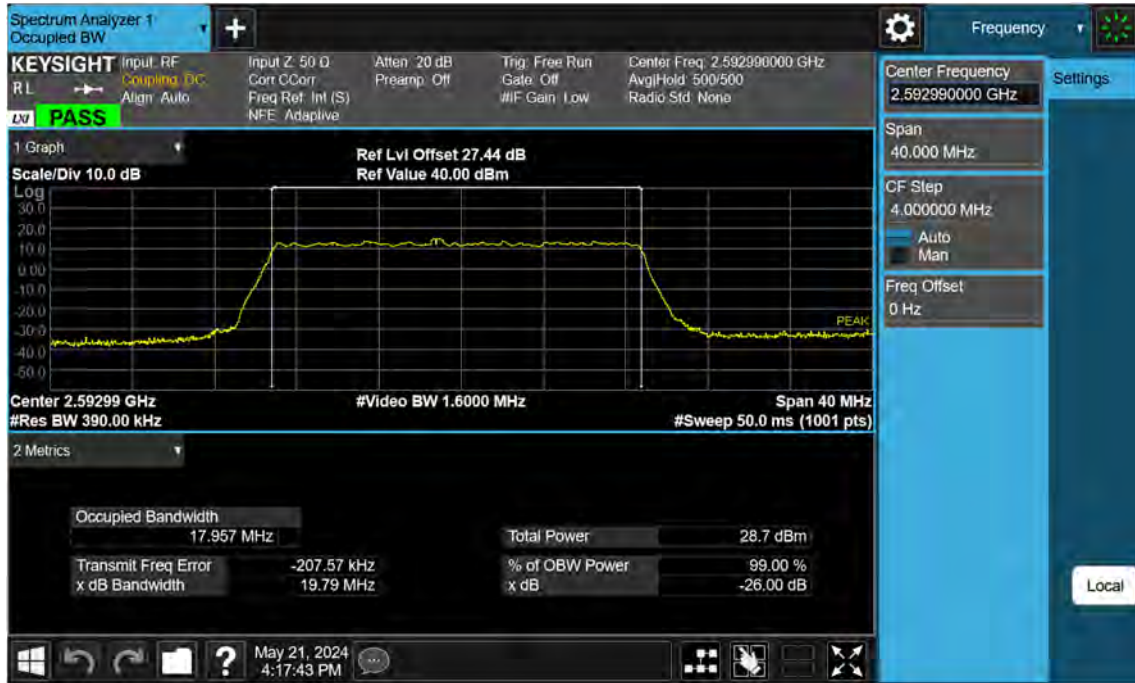 Spectrum Analyzer 1
Occupied BW
+
Frequency
KEYSIGHT
Input: RF
Coupling: DC
Align: Auto
R L
LXI
PASS
Input Z: 50 Ω
Corr CCorr
Freq Ref: Int (S)
NFE: Adaptive
Atten: 20 dB
Preamp: Off
Trig: Free Run
Gate: Off
#IF Gain: Low
Center Freq: 2.592990000 GHz
Avg|Hold: 500/500
Radio Std: None
Center Frequency
2.592990000 GHz
Settings
Span
40.000 MHz
CF Step
4.000000 MHz
Auto
Man
Freq Offset
0 Hz
1 Graph
Scale/Div 10.0 dB
Ref Lvl Offset 27.44 dB
Ref Value 40.00 dBm
Log
30.0
20.0
10.0
0.00
-10.0
-20.0
-30.0
-40.0
-50.0
PEAK
Center 2.59299 GHz
#Video BW 1.6000 MHz
Span 40 MHz
#Res BW 390.00 kHz
#Sweep 50.0 ms (1001 pts)
2 Metrics
Occupied Bandwidth
17.957 MHz
Total Power 28.7 dBm
Transmit Freq Error -207.57 kHz
% of OBW Power 99.00 %
x dB Bandwidth 19.79 MHz
x dB -26.00 dB
Local
?
May 21, 2024
4:17:43 PM